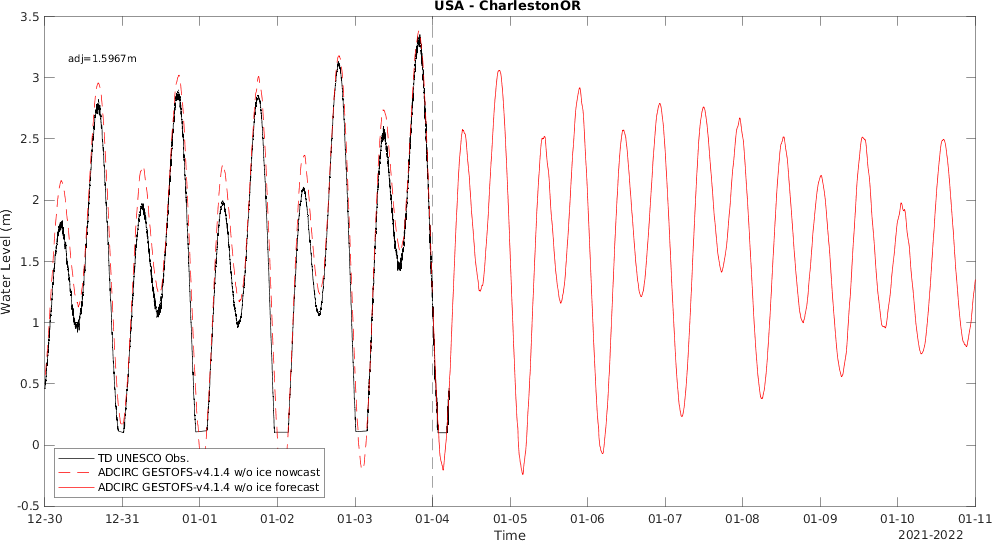 USA - CharlestonOR
adj=1.5967m
3.5
3
2.5
2
1.5
1
0.5
0
-0.5
Water Level (m)
TD UNESCO Obs.
ADCIRC GESTOFS-v4.1.4 w/o ice nowcast
ADCIRC GESTOFS-v4.1.4 w/o ice forecast
12-30 12-31 01-01 01-02 01-03 01-04 01-05 01-06 01-07 01-08 01-09 01-10 01-11
Time
2021-2022